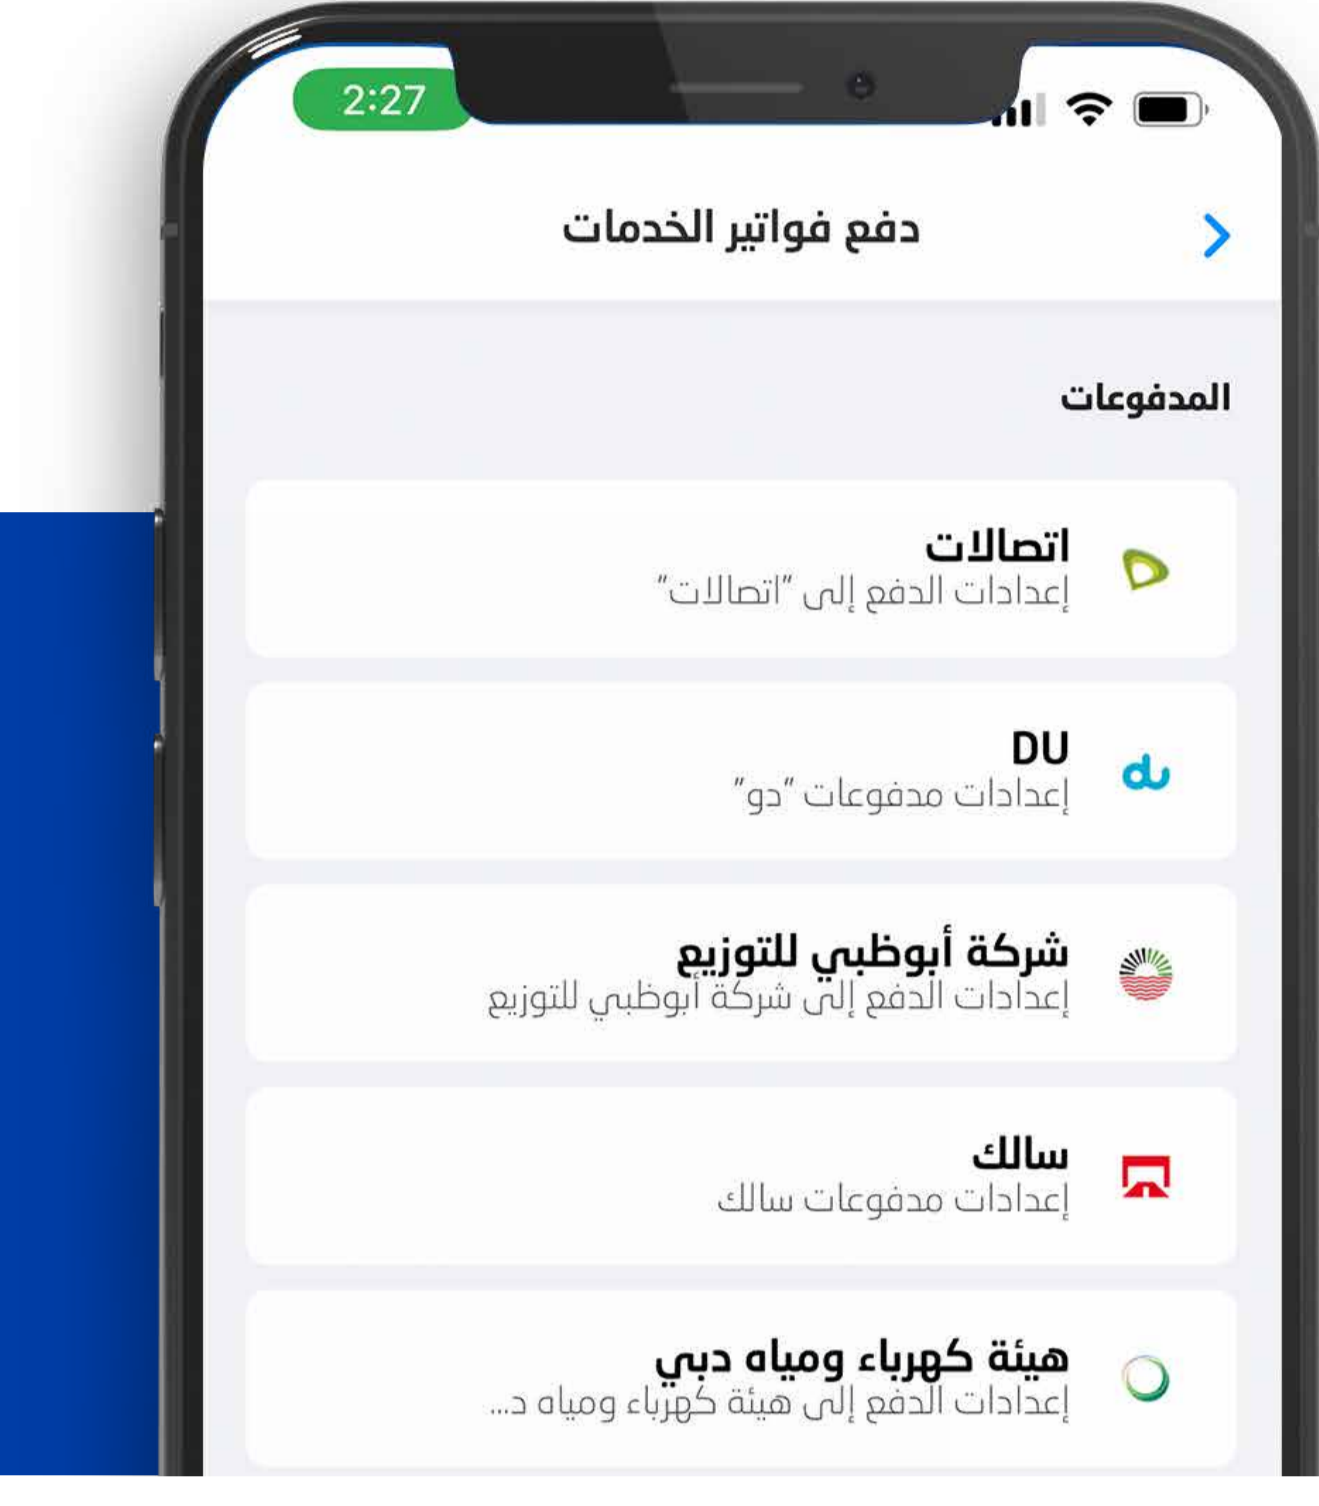 2:27
دفع فواتير الخدمات
المدفوعات
اتصالات
إعدادات الدفع إلى "اتصالات"
du
DU
إعدادات مدفوعات "دو"
شركة أبوظبي للتوزيع
إعدادات الدفع إلى شركة أبوظبي للتوزيع
سالك
إعدادات مدفوعات سالك
هيئة كهرباء ومياه دبي
إعدادات الدفع إلى هيئة كهرباء ومياه د...